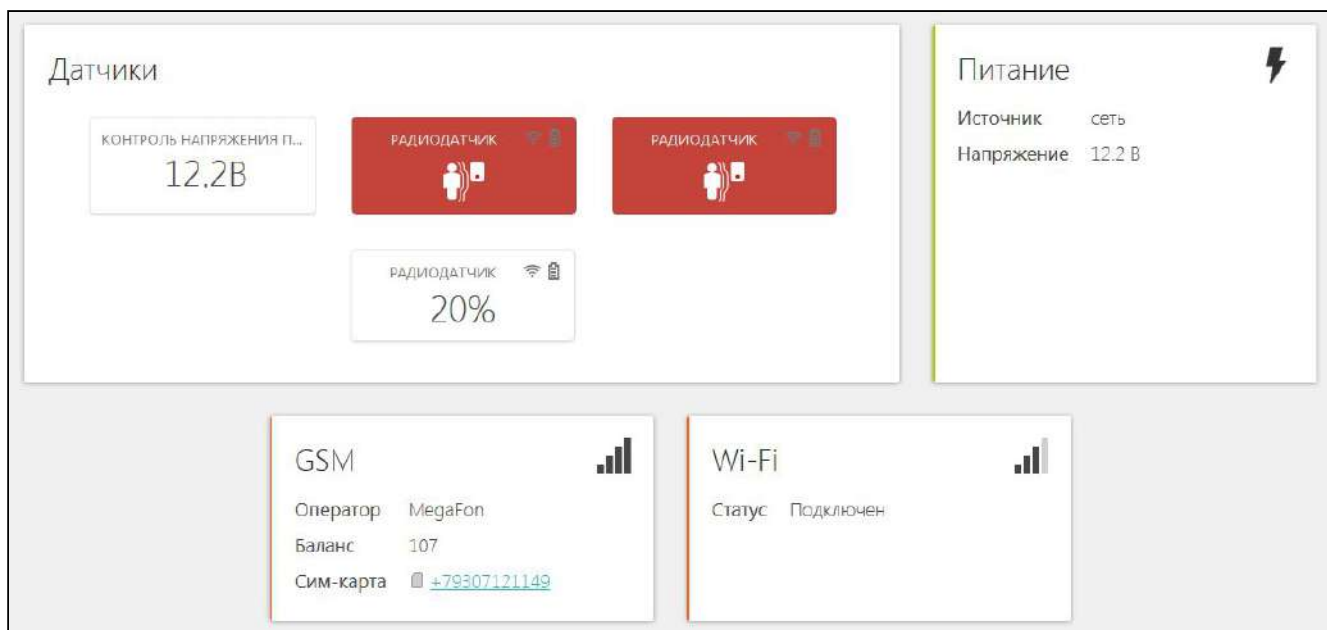 Датчики
КОНТРОЛЬ НАПРЯЖЕНИЯ П...
12,2В
РАДИОДАТЧИК
РАДИОДАТЧИК
РАДИОДАТЧИК
20%
Питание
Источник сеть
Напряжение 12.2 В
GSM
Оператор MegaFon
Баланс 107
Сим-карта +79307121149
Wi-Fi
Статус Подключен